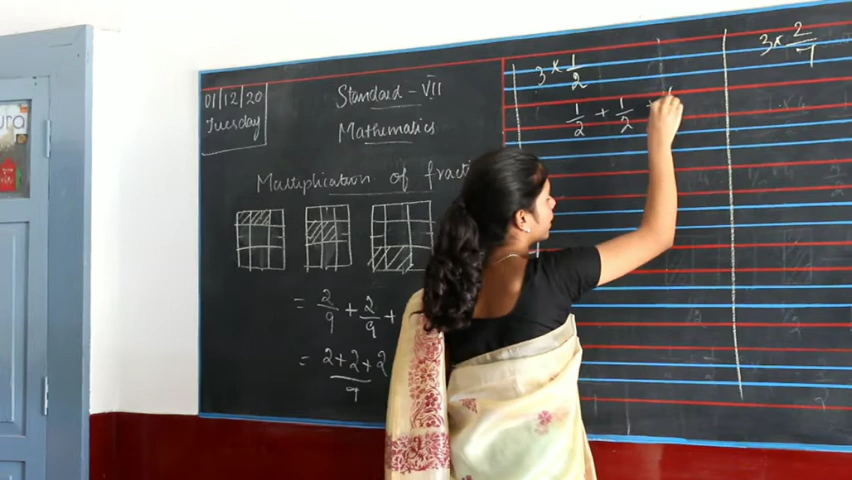 01/12/20
Tuesday
Standard - VII
Mathematics
Multiplication of fracti
= 2/9 + 2/9 +
= 2+2+2/9
3 × 1/2
1/2 + 1/2 +
3 × 2/7
ura